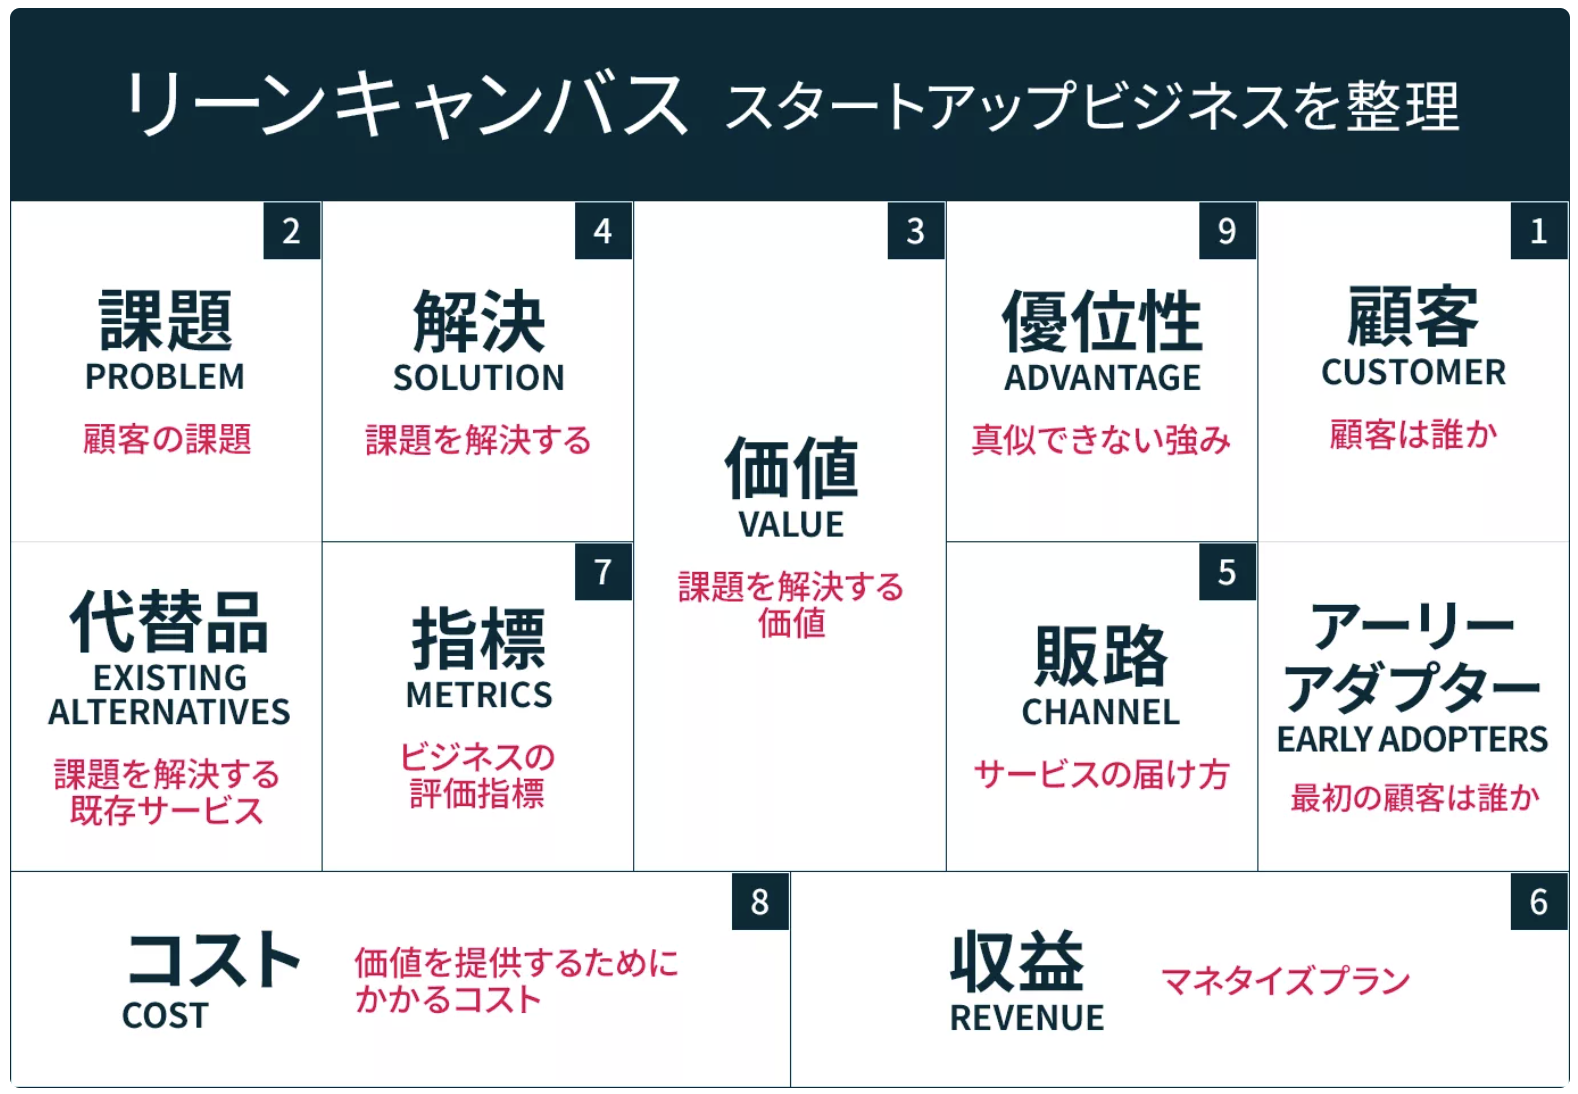 リーンキャンバス スタートアップビジネスを整理
2
課題
PROBLEM
顧客の課題
代替品
EXISTING
ALTERNATIVES
課題を解決する
既存サービス
4
解決
SOLUTION
課題を解決する
7
指標
METRICS
ビジネスの
評価指標
3
価値
VALUE
課題を解決する
価値
9
優位性
ADVANTAGE
真似できない強み
5
販路
CHANNEL
サービスの届け方
1
顧客
CUSTOMER
顧客は誰か
アーリー
アダプター
EARLY ADOPTERS
最初の顧客は誰か
8
コスト
COST
価値を提供するために
かかるコスト
6
収益
REVENUE
マネタイズプラン